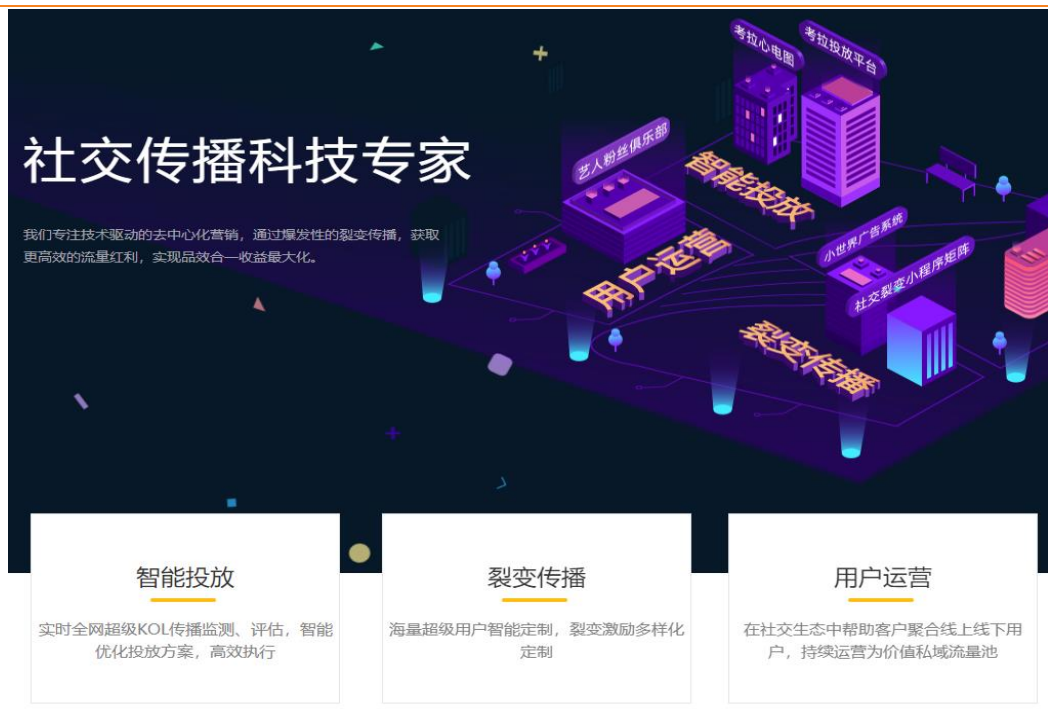 考拉心电图
考拉投放平台
社交传播科技专家
艺人粉丝俱乐部
智能投放
我们专注技术驱动的去中心化营销，通过爆发性的裂变传播，获取
更高效的流量红利，实现品效合一收益最大化。
小世界广告系统
用户运营
社交裂变小程序矩阵
裂变传播
智能投放
实时全网超级KOL传播监测、评估，智能
优化投放方案，高效执行
裂变传播
海量超级用户智能定制，裂变激励多样化
定制
用户运营
在社交生态中帮助客户聚合线上线下用
户，持续运营为价值私域流量池